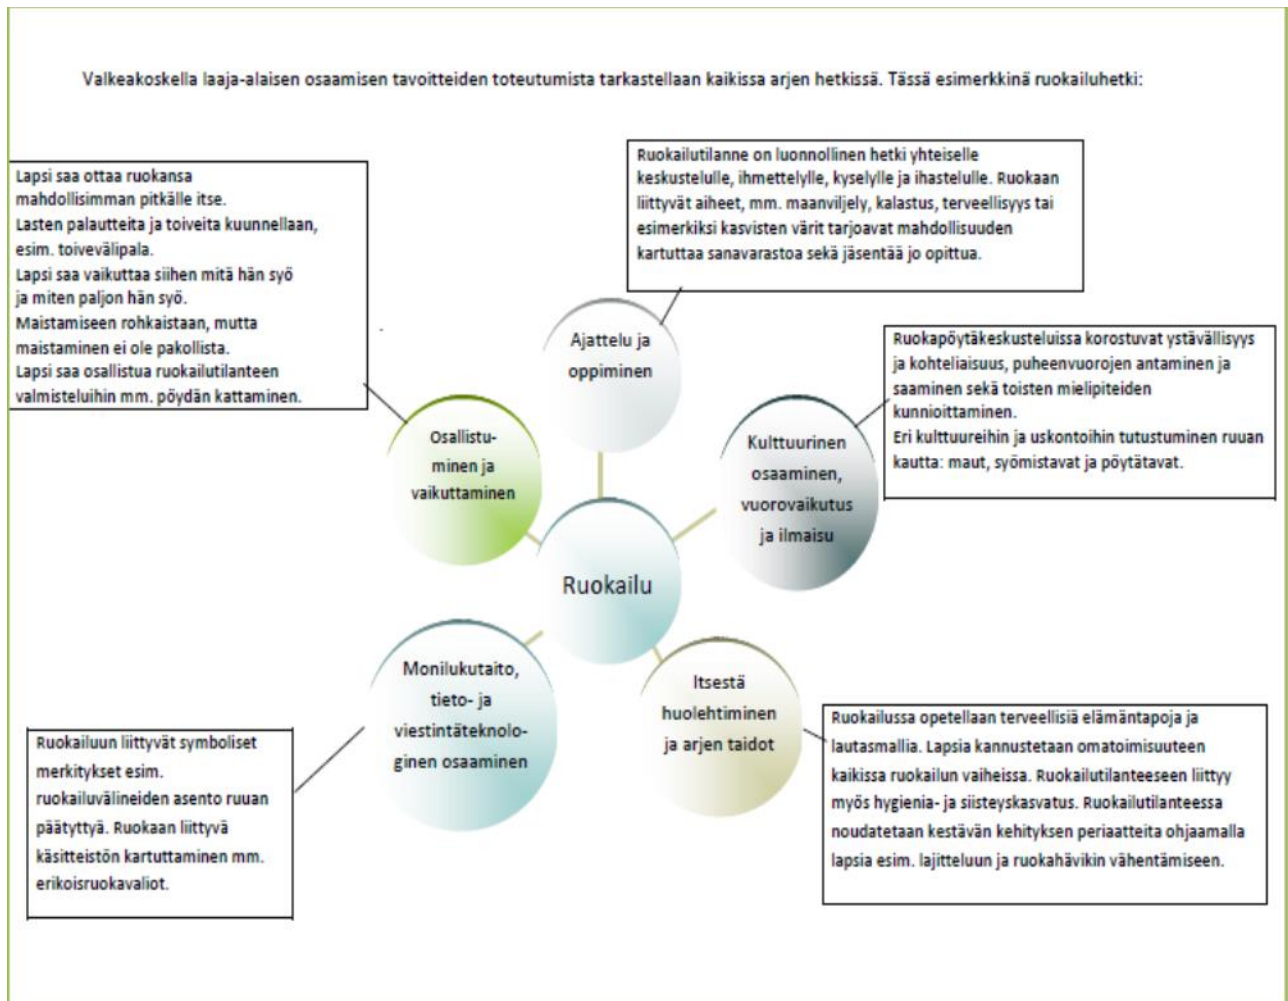 Valkeakoskella laaja-alaisen osaamisen tavoitteiden toteutumista tarkastellaan kaikissa arjen hetkissä. Tässä esimerkkinä ruokailuhetki:
Lapsi saa ottaa ruokansa
mahdollisimman pitkälle itse.
Lasten palautteita ja toiveita kuunnellaan,
esim. toivevälipala.
Lapsi saa vaikuttaa siihen mitä hän syö
ja miten paljon hän syö.
Maistamiseen rohkaistaan, mutta
maistaminen ei ole pakollista.
Lapsi saa osallistua ruokailutilanteen
valmisteluihin mm. pöydän kattaminen.
Ruokailutilanne on luonnollinen hetki yhteiselle
keskustelulle, ihmettelylle, kyselylle ja ihastelulle. Ruokaan
liittyvät aiheet, mm. maanviljely, kalastus, terveellisyys tai
esimerkiksi kasvisten värit tarjoavat mahdollisuuden
kartuttaa sanavarastoa sekä jäsentää jo opittua.
Ajattelu ja
oppiminen
Ruokapöytäkeskusteluissa korostuvat ystävällisyys
ja kohteliaisuus, puheenvuorojen antaminen ja
saaminen sekä toisten mielipiteiden
kunnioittaminen.
Eri kulttuureihin ja uskontoihin tutustuminen ruuan
kautta: maut, syömistavat ja pöytätavat.
Osallistu-
minen ja
vaikuttaminen
Kulttuurinen
osaaminen,
vuorovaikutus
ja ilmaisu
Ruokailu
Monilukutaito,
tieto- ja
viestintäteknolo-
ginen osaaminen
Itsestä
huolehtiminen
ja arjen taidot
Ruokailuun liittyvät symboliset
merkitykset esim.
ruokailuvälineiden asento ruuan
päätyttyä. Ruokaan liittyvä
käsitteistön kartuttaminen mm.
erikoisruokavaliot.
Ruokailussa opetellaan terveellisiä elämäntapoja ja
lautasmallia. Lapsia kannustetaan omatoimisuuteen
kaikissa ruokailun vaiheissa. Ruokailutilanteeseen liittyy
myös hygienia- ja siisteyskasvatus. Ruokailutilanteessa
noudatetaan kestävän kehityksen periaatteita ohjaamalla
lapsia esim. lajitteluun ja ruokahävikin vähentämiseen.